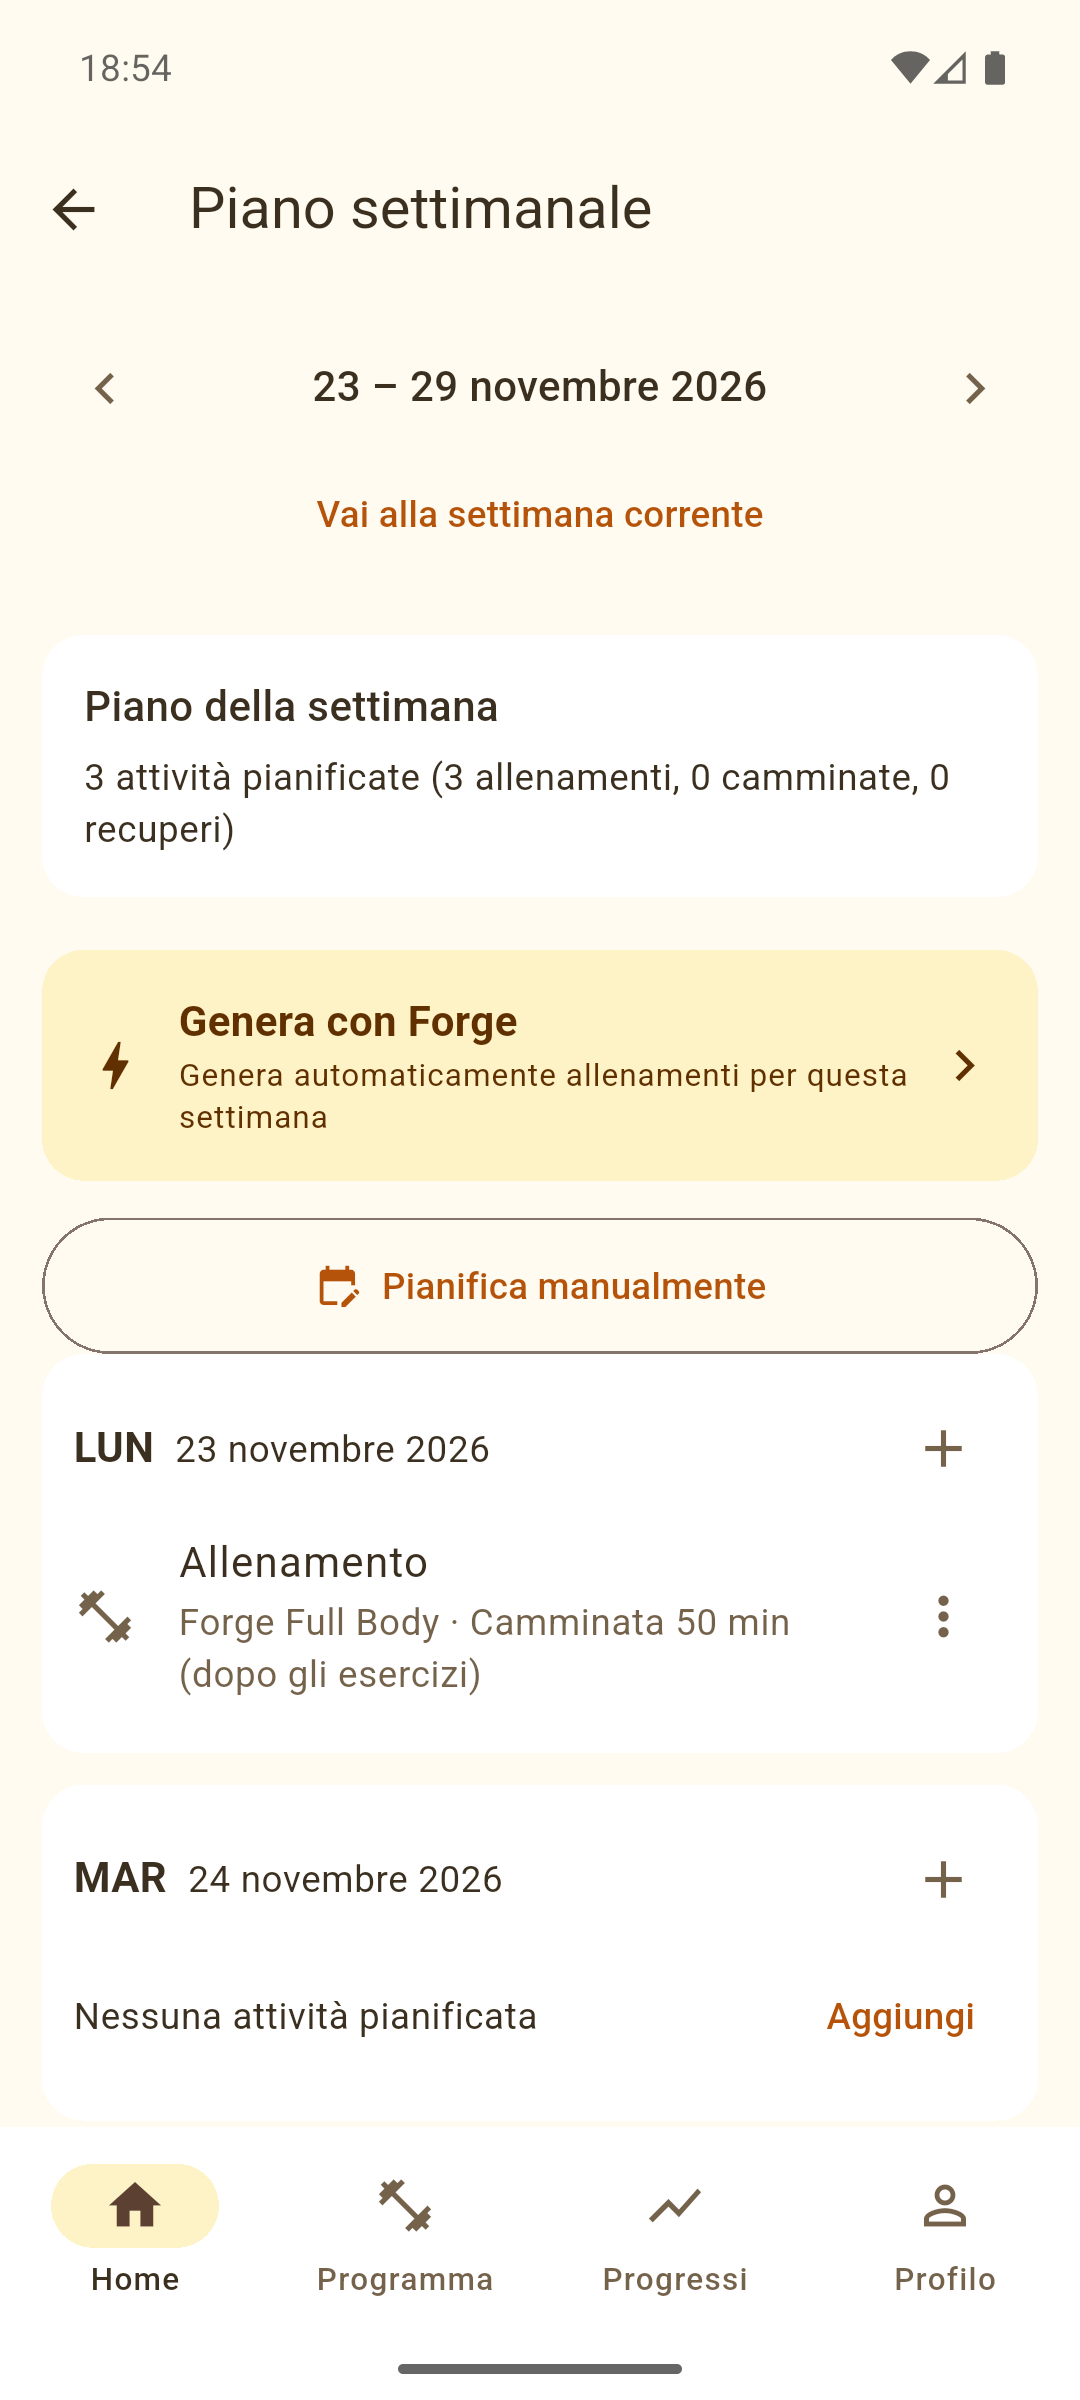 18:54
Piano settimanale
23 – 29 novembre 2026
Vai alla settimana corrente
Piano della settimana
3 attività pianificate (3 allenamenti, 0 camminate, 0
recuperi)
Genera con Forge
Genera automaticamente allenamenti per questa
settimana
Pianifica manualmente
LUN 23 novembre 2026
Allenamento
Forge Full Body · Camminata 50 min
(dopo gli esercizi)
MAR 24 novembre 2026
Nessuna attività pianificata Aggiungi
Home Programma Progressi Profilo